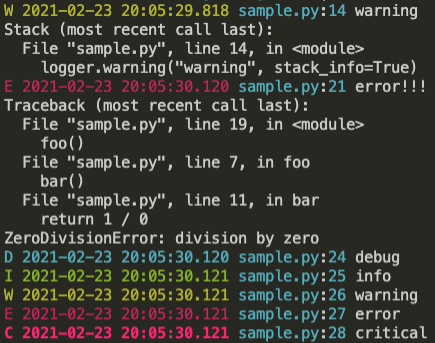 W 2021-02-23 20:05:29.818 sample.py:14 warning
Stack (most recent call last):
  File "sample.py", line 14, in <module>
    logger.warning("warning", stack_info=True)
E 2021-02-23 20:05:30.120 sample.py:21 error!!!
Traceback (most recent call last):
  File "sample.py", line 19, in <module>
    foo()
  File "sample.py", line 7, in foo
    bar()
  File "sample.py", line 11, in bar
    return 1 / 0
ZeroDivisionError: division by zero
D 2021-02-23 20:05:30.120 sample.py:24 debug
I 2021-02-23 20:05:30.121 sample.py:25 info
W 2021-02-23 20:05:30.121 sample.py:26 warning
E 2021-02-23 20:05:30.121 sample.py:27 error
C 2021-02-23 20:05:30.121 sample.py:28 critical